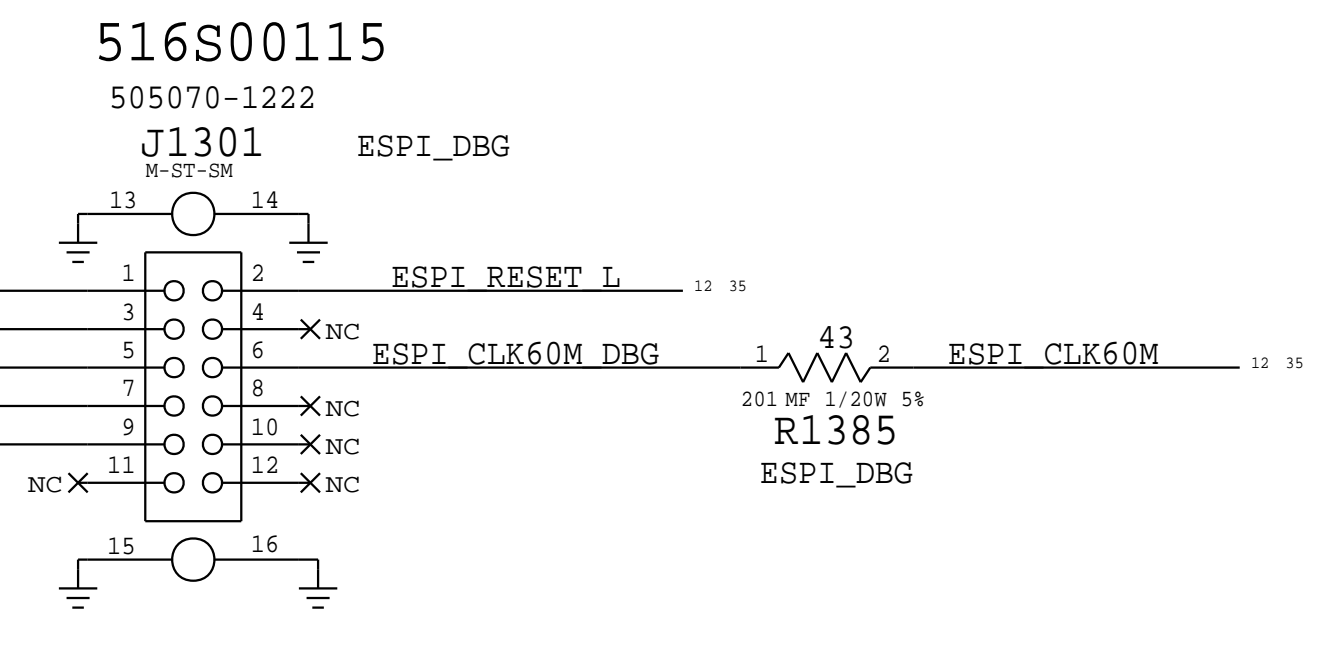 516S00115
505070-1222
J1301 ESPI_DBG
M-ST-SM
13 14
1 2 ESPI_RESET_L 12 35
3 4 NC
5 6 ESPI_CLK60M_DBG 1 43 2 ESPI_CLK60M 12 35
201 MF 1/20W 5%
7 8 NC
R1385
9 10 NC
NC 11 12 NC
ESPI_DBG
15 16